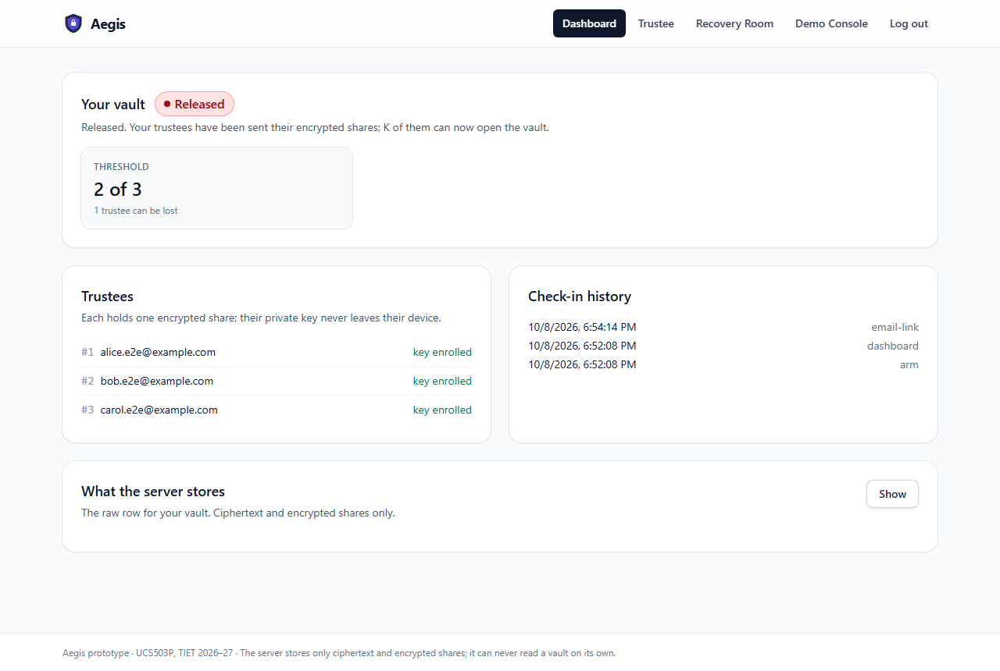 Aegis
Dashboard Trustee Recovery Room Demo Console Log out
Your vault Released
Released. Your trustees have been sent their encrypted shares; K of them can now open the vault.
THRESHOLD
2 of 3
1 trustee can be lost
Trustees
Each holds one encrypted share; their private key never leaves their device.
#1 alice.e2e@example.com key enrolled
#2 bob.e2e@example.com key enrolled
#3 carol.e2e@example.com key enrolled
Check-in history
10/8/2026, 6:54:14 PM email-link
10/8/2026, 6:52:08 PM dashboard
10/8/2026, 6:52:08 PM arm
What the server stores
Show
The raw row for your vault. Ciphertext and encrypted shares only.
Aegis prototype · UCS503P, TIET 2026–27 · The server stores only ciphertext and encrypted shares; it can never read a vault on its own.